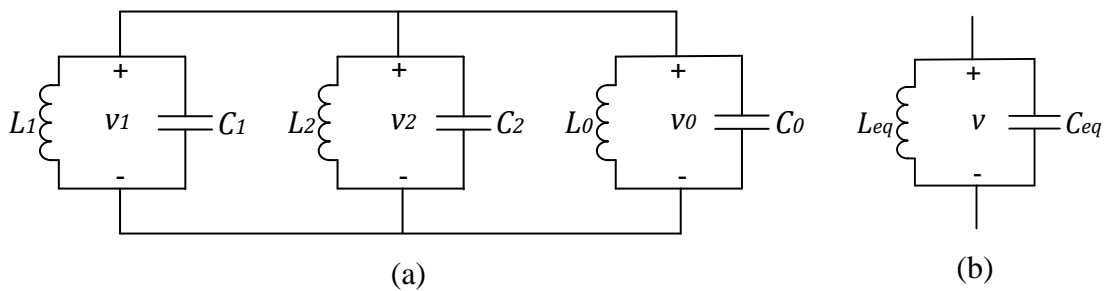 + + + +
L1 v1 C1 L2 v2 C2 L0 v0 C0 Leq v Ceq
- - - -
(a) (b)